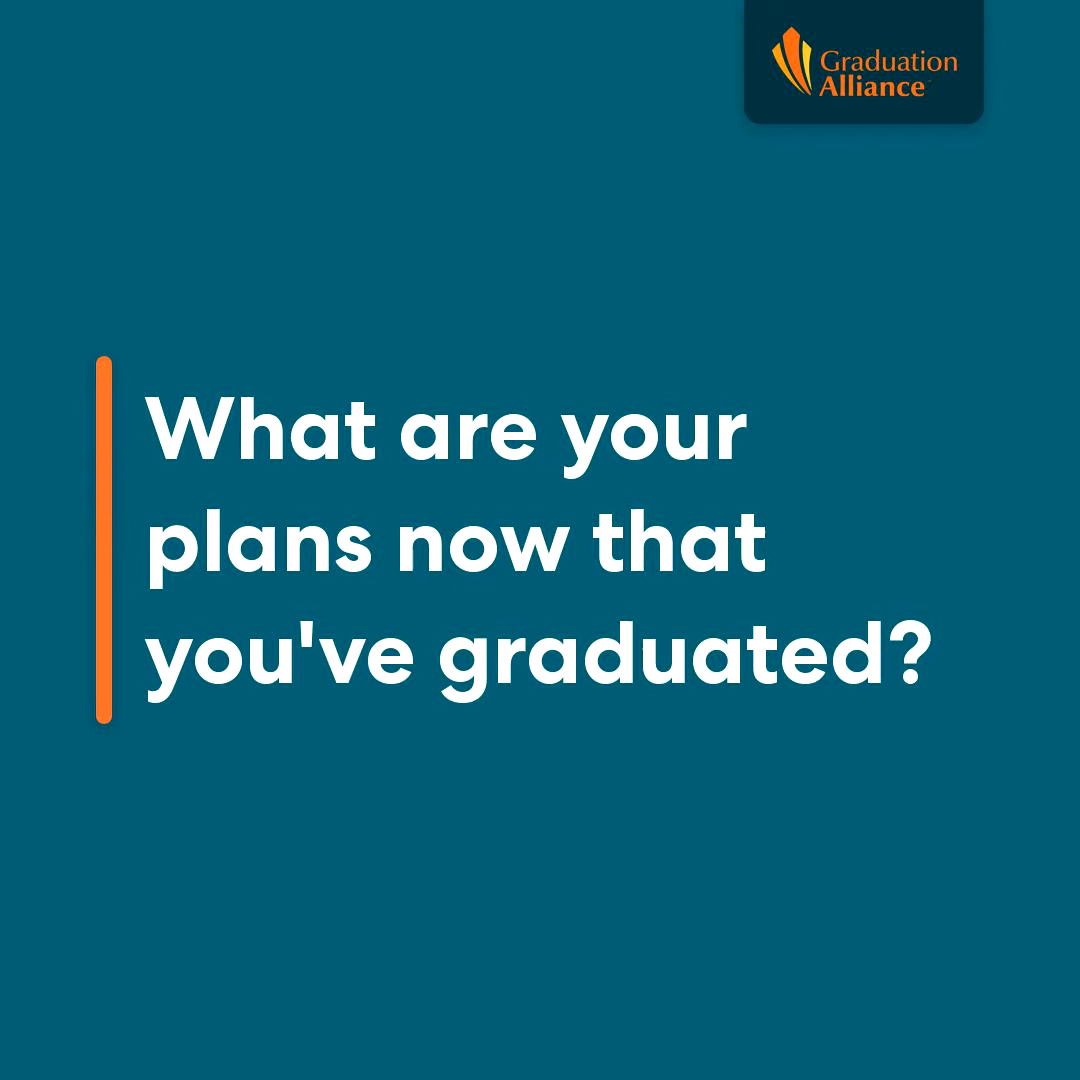 Graduation
Alliance
What are your
plans now that
you've graduated?